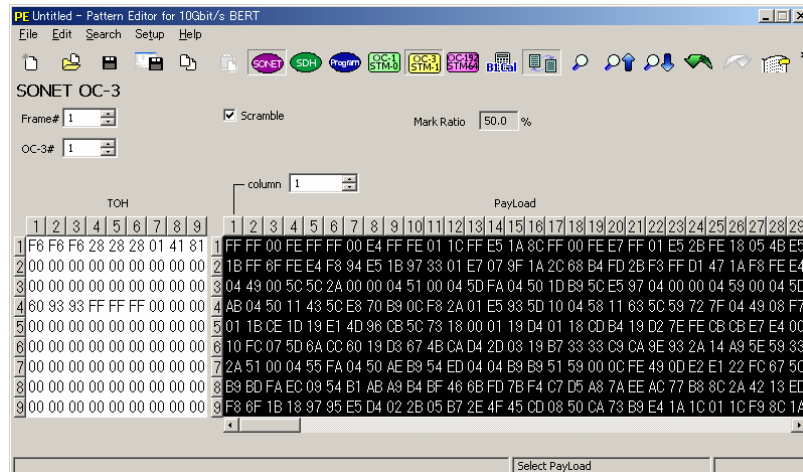 PE Untitled - Pattern Editor for 10Gbit/s BERT
File Edit Search Setup Help
SONET SDH Program OC-1 STM-0 OC-3 STM-1 OC-192 STM64 BIT Cal
SONET OC-3
Frame# 1 Scramble Mark Ratio 50.0 %
OC-3# 1
column 1
TOH PayLoad
1 2 3 4 5 6 7 8 9 1 2 3 4 5 6 7 8 9 10 11 12 13 14 15 16 17 18 19 20 21 22 23 24 25 26 27 28 29
1 F6 F6 F6 28 28 28 01 41 81 1 FF FF 00 FE FF FF 00 E4 FF FE 01 1C FF E5 1A 8C FF 00 FE E7 FF 01 E5 2B FE 18 05 4B E5
2 00 00 00 00 00 00 00 00 00 2 1B FF 6F FE E4 F8 94 E5 1B 97 33 01 E7 07 9F 1A 2C 68 B4 FD 2B F3 FF D1 47 1A F8 FE E4
3 00 00 00 00 00 00 00 00 00 3 04 49 00 5C 5C 2A 00 00 04 51 00 04 5D FA 04 50 1D B9 5C E5 97 04 00 00 04 59 00 04 5D
4 60 93 93 FF FF FF 00 00 00 4 AB 04 50 11 43 5C E8 70 B9 0C F8 2A 01 E5 93 5D 10 04 58 11 63 5C 59 72 7F 04 49 08 F7
5 00 00 00 00 00 00 00 00 00 5 01 1B CE 1D 19 E1 4D 96 CB 5C 73 18 00 01 19 D4 01 18 CD B4 19 D2 7E FE CB CB E7 E4 00
6 00 00 00 00 00 00 00 00 00 6 10 FC 07 5D 6A CC 60 19 D3 67 4B CA D4 2D 03 19 B7 33 33 C9 CA 9E 93 2A 14 A9 5E 59 33
7 00 00 00 00 00 00 00 00 00 7 2A 51 00 04 55 FA 04 50 AE B9 54 ED 04 04 B9 B9 51 59 00 0C FE 49 0D E2 E1 22 FC 67 5C
8 00 00 00 00 00 00 00 00 00 8 B9 BD FA EC 09 54 B1 AB A9 B4 BF 46 6B FD 7B F4 C7 D5 A8 7A EE AC 77 B8 8C 2A 42 13 ED
9 00 00 00 00 00 00 00 00 00 9 F8 6F 1B 18 97 95 E5 D4 02 2B 05 B7 2E 4F 45 CD 08 50 CA 73 B9 E4 1A 1C 01 1C F9 8C 1A
Select PayLoad